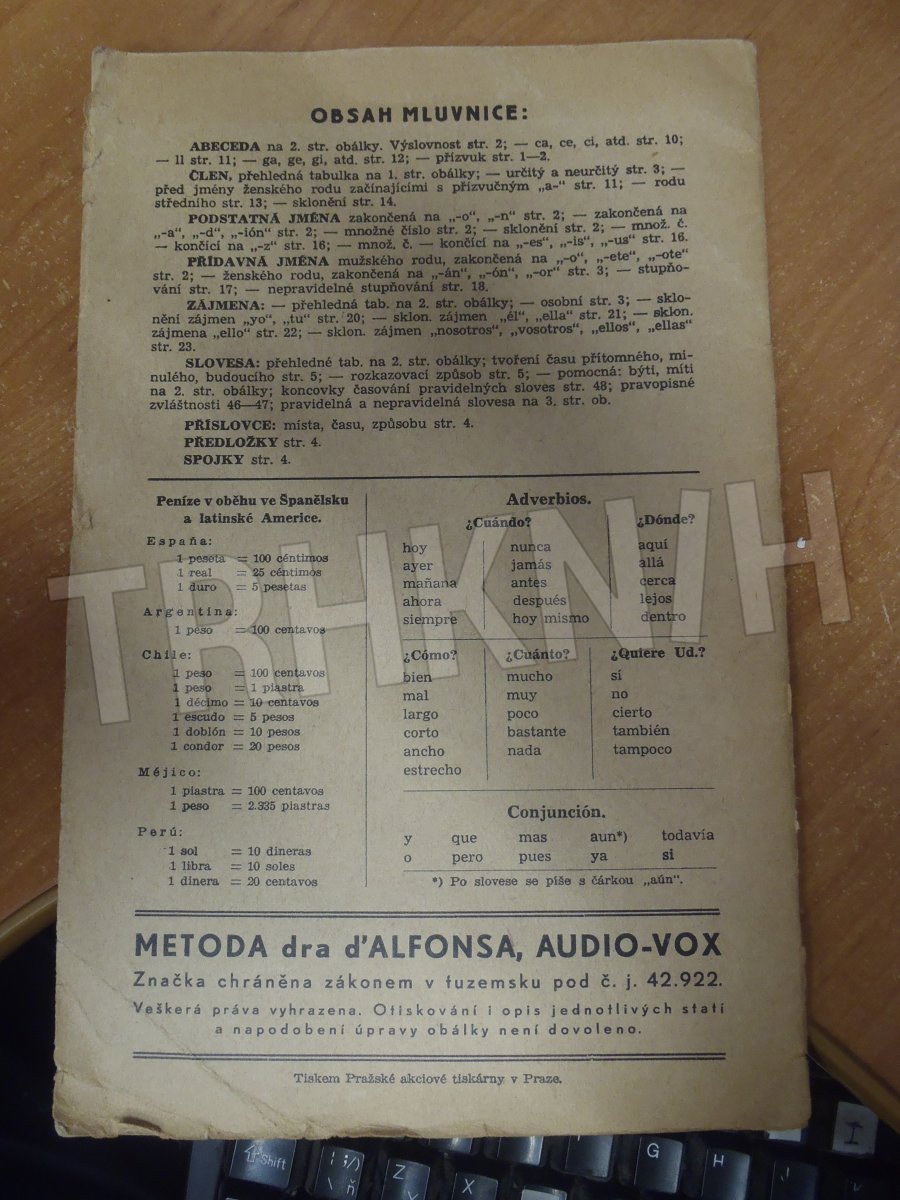 OBSAH MLUVNICE:
ABECEDA na 2. str. obálky. Výslovnost str. 2; — ca, ce, ci, atd. str. 10;
— ll str. 11; — ga, ge, gi, atd. str. 12; — přízvuk str. 1—2.
ČLEN, přehledná tabulka na 1. str. obálky; — určitý a neurčitý str. 3; —
před jmény ženského rodu začínajícími s přízvučným „a-“ str. 11; — rodu
středního str. 13; — sklonění str. 14.
PODSTATNÁ JMÉNA zakončená na „-o“, „-n“ str. 2; — zakončená na
„-a“, „-d“, „-ión“ str. 2; — množné číslo str. 2; — sklonění str. 2; — množ. č.
— končící na „-z“ str. 16; — množ. č. — končící na „-es“, „-is“, „-us“ str. 16.
PŘÍDAVNÁ JMÉNA mužského rodu, zakončená na „-o“, „-ete“, „-ote“
str. 2; — ženského rodu, zakončená na „-án“, „-ón“, „-or“ str. 3; — stupňo-
vání str. 17; — nepravidelné stupňování str. 18.
ZÁJMENA: — přehledná tab. na 2. str. obálky; — osobní str. 3; — sklo-
nění zájmen „yo“, „tu“ str. 20; — sklon. zájmen „él“, „ella“ str. 21; — sklon.
zájmena „ello“ str. 22; — sklon. zájmen „nosotros“, „vosotros“, „ellos“, „ellas“
str. 23.
SLOVESA: přehledné tab. na 2. str. obálky; tvoření času přítomného, mi-
nulého, budoucího str. 5; — rozkazovací způsob str. 5; — pomocná: býti, míti
na 2. str. obálky; koncovky časování pravidelných sloves str. 48; pravopisné
zvláštnosti 46—47; pravidelná a nepravidelná slovesa na 3. str. ob.
PŘÍSLOVCE: místa, času, způsobu str. 4.
PŘEDLOŽKY str. 4.
SPOJKY str. 4.
Peníze v oběhu ve Španělsku
a latinské Americe.
España:
1 peseta = 100 céntimos
1 real = 25 céntimos
1 duro = 5 pesetas
Argentina:
1 peso = 100 centavos
Chile:
1 peso = 100 centavos
1 peso = 1 piastra
1 décimo = 10 centavos
1 escudo = 5 pesos
1 doblón = 10 pesos
1 condor = 20 pesos
Méjico:
1 piastra = 100 centavos
1 peso = 2.335 piastras
Perú:
1 sol = 10 dineras
1 libra = 10 soles
1 dinera = 20 centavos
Adverbios.
¿Cuándo? ¿Dónde?
hoy nunca aquí
ayer jamás allá
mañana antes cerca
ahora después lejos
siempre hoy mismo dentro
¿Cómo? ¿Cuánto? ¿Quiere Ud.?
bien mucho sí
mal muy no
largo poco cierto
corto bastante también
ancho nada tampoco
estrecho
Conjunción.
y que mas aun*) todavía
o pero pues ya si
*) Po slovese se píše s čárkou „aún“.
METODA dra d'ALFONSA, AUDIO-VOX
Značka chráněna zákonem v tuzemsku pod č. j. 42.922.
Veškerá práva vyhrazena. Otiskování i opis jednotlivých statí
a napodobení úpravy obálky není dovoleno.
Tiskem Pražské akciové tiskárny v Praze.
TRHKNIH
Shift
Z
X
G
H